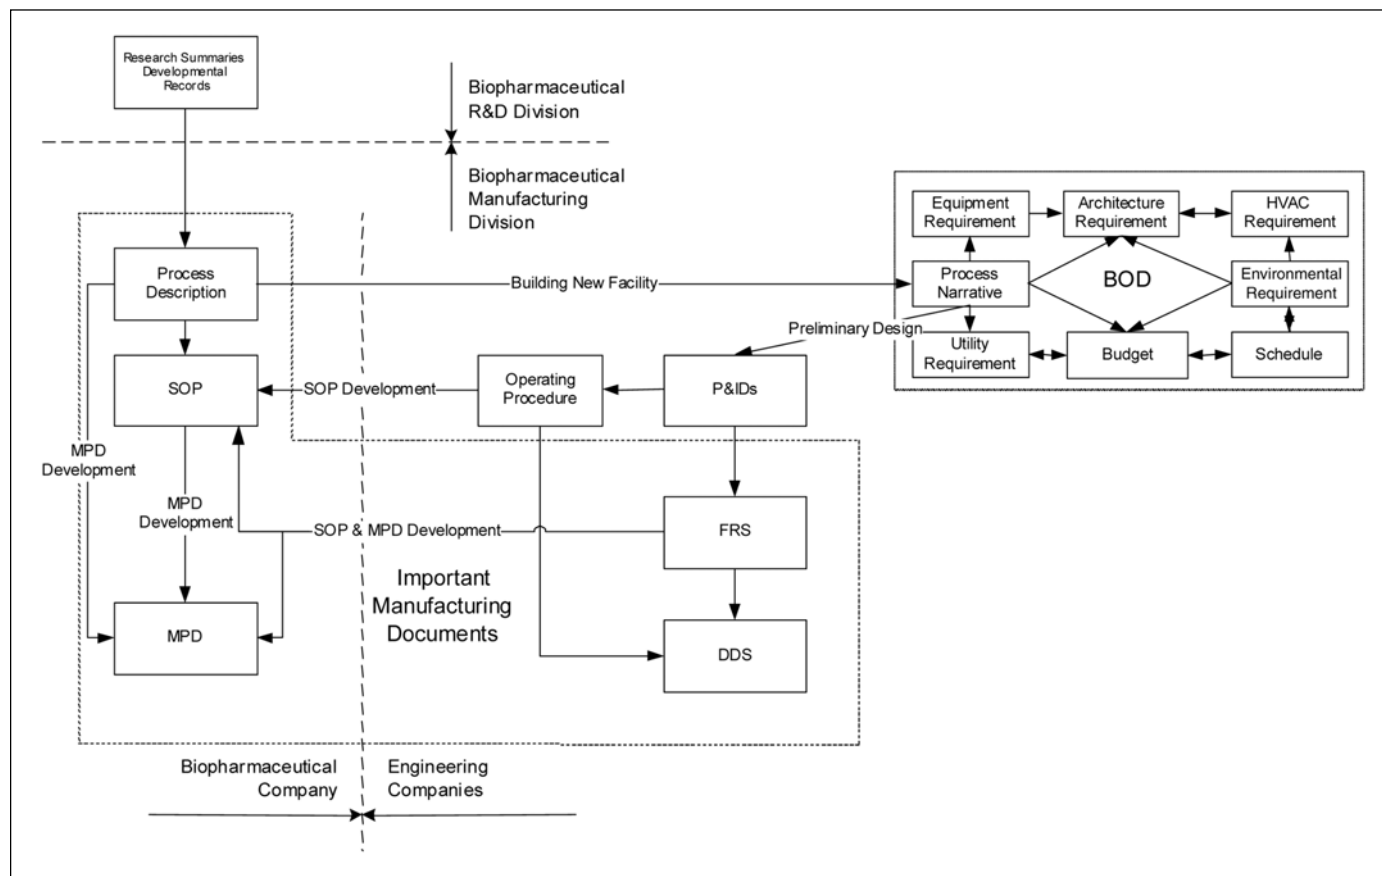 Research Summaries
Developmental
Records
Biopharmaceutical
R&D Division
Biopharmaceutical
Manufacturing
Division
Equipment
Requirement
Architecture
Requirement
HVAC
Requirement
Process
Description
Building New Facility
Process
Narrative
BOD
Environmental
Requirement
Preliminary Design
Utility
Requirement
Budget
Schedule
SOP
SOP Development
Operating
Procedure
P&IDs
MPD
Development
MPD
Development
SOP & MPD Development
FRS
Important
Manufacturing
Documents
MPD
DDS
Biopharmaceutical
Company
Engineering
Companies